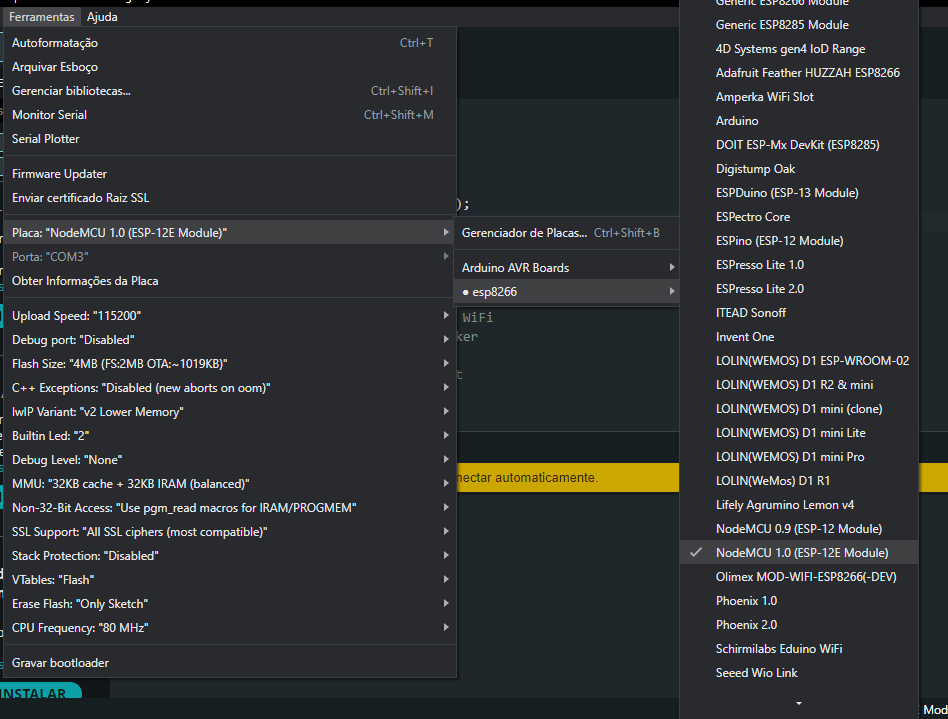 Ferramentas Ajuda
Autoformatação Ctrl+T
Arquivar Esboço
Gerenciar bibliotecas... Ctrl+Shift+I
Monitor Serial Ctrl+Shift+M
Serial Plotter
Firmware Updater
Enviar certificado Raiz SSL
Placa: "NodeMCU 1.0 (ESP-12E Module)"
Porta: "COM3"
Obter Informações da Placa
Upload Speed: "115200"
Debug port: "Disabled"
Flash Size: "4MB (FS:2MB OTA:~1019KB)"
C++ Exceptions: "Disabled (new aborts on oom)"
lwIP Variant: "v2 Lower Memory"
Builtin Led: "2"
Debug Level: "None"
MMU: "32KB cache + 32KB IRAM (balanced)"
Non-32-Bit Access: "Use pgm_read macros for IRAM/PROGMEM"
SSL Support: "All SSL ciphers (most compatible)"
Stack Protection: "Disabled"
VTables: "Flash"
Erase Flash: "Only Sketch"
CPU Frequency: "80 MHz"
Gravar bootloader
INSTALAR
);
Gerenciador de Placas... Ctrl+Shift+B
Arduino AVR Boards
● esp8266
WiFi
ker
t
nectar automaticamente.
Generic ESP8266 Module
Generic ESP8285 Module
4D Systems gen4 IoD Range
Adafruit Feather HUZZAH ESP8266
Amperka WiFi Slot
Arduino
DOIT ESP-Mx DevKit (ESP8285)
Digistump Oak
ESPDuino (ESP-13 Module)
ESPectro Core
ESPino (ESP-12 Module)
ESPresso Lite 1.0
ESPresso Lite 2.0
ITEAD Sonoff
Invent One
LOLIN(WEMOS) D1 ESP-WROOM-02
LOLIN(WEMOS) D1 R2 & mini
LOLIN(WEMOS) D1 mini (clone)
LOLIN(WEMOS) D1 mini Lite
LOLIN(WEMOS) D1 mini Pro
LOLIN(WeMos) D1 R1
Lifely Agrumino Lemon v4
NodeMCU 0.9 (ESP-12 Module)
NodeMCU 1.0 (ESP-12E Module)
Olimex MOD-WIFI-ESP8266(-DEV)
Phoenix 1.0
Phoenix 2.0
Schirmilabs Eduino WiFi
Seeed Wio Link
Mod